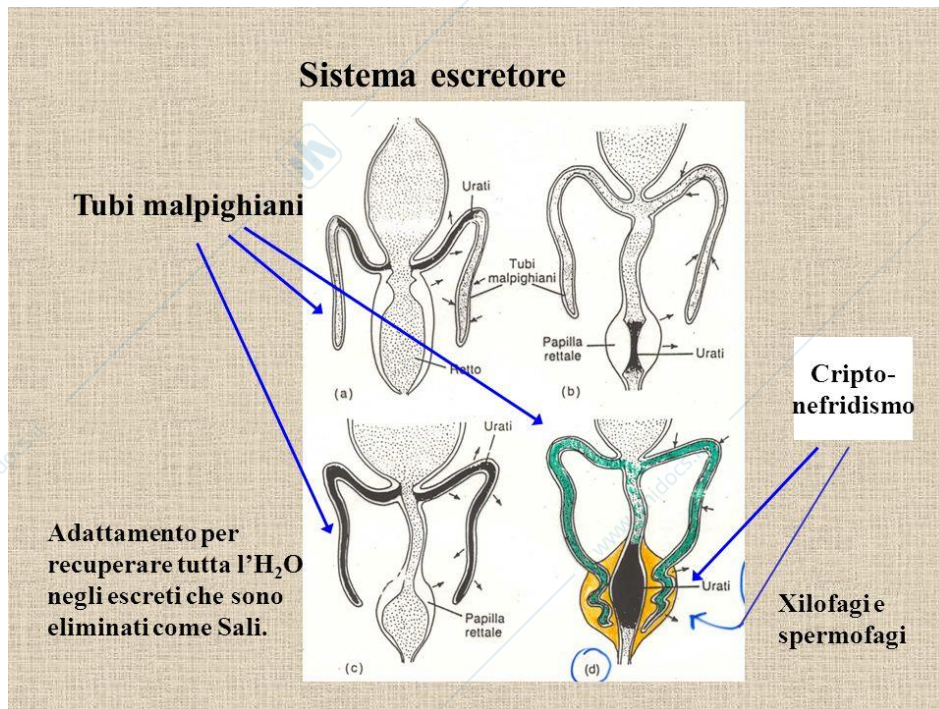 Sistema escretore
Tubi malpighiani
Urati
Tubi
malpighiani
Retto
(a)
Papilla
rettale
Urati
(b)
Cripto-
nefridismo
Urati
Papilla
rettale
(c)
Adattamento per
recuperare tutta l’H₂O
negli escreti che sono
eliminati come Sali.
Urati
(d)
Xilofagi e
spermofagi